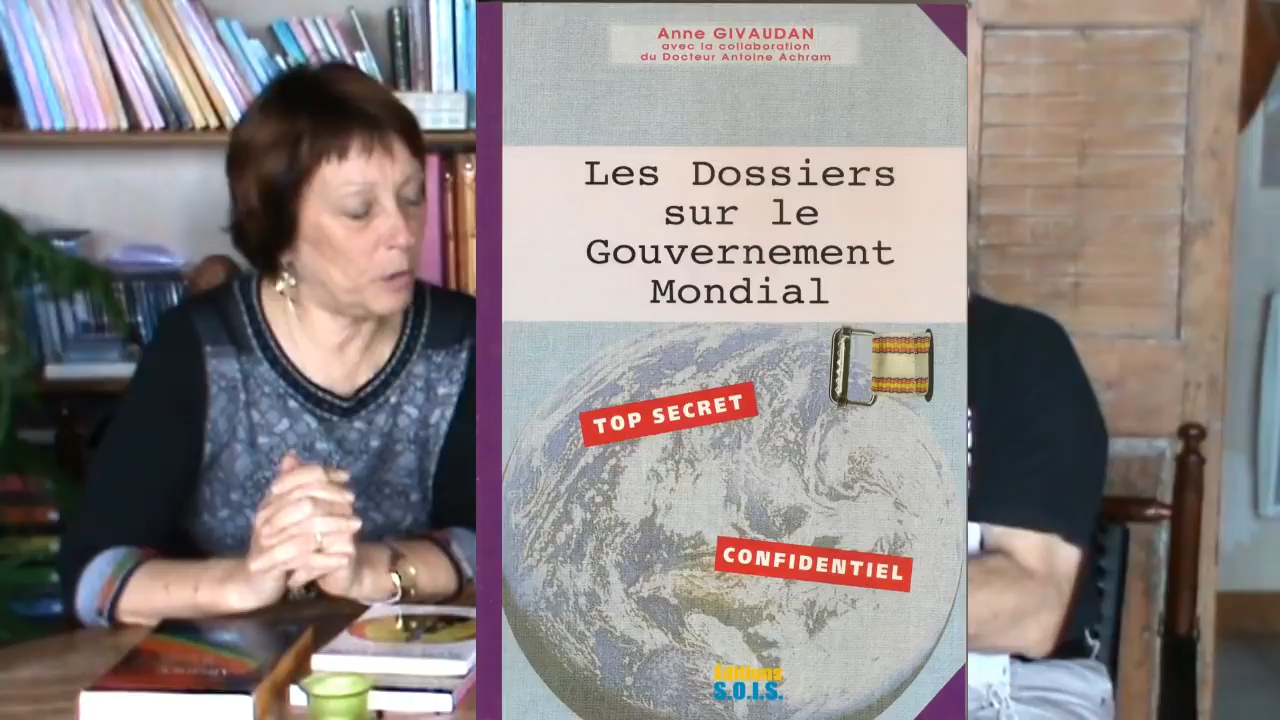 Anne GIVAUDAN
avec la collaboration
du Docteur Antoine Achram
Les Dossiers
sur le
Gouvernement
Mondial
TOP SECRET
CONFIDENTIEL
Editions
S.O.I.S.